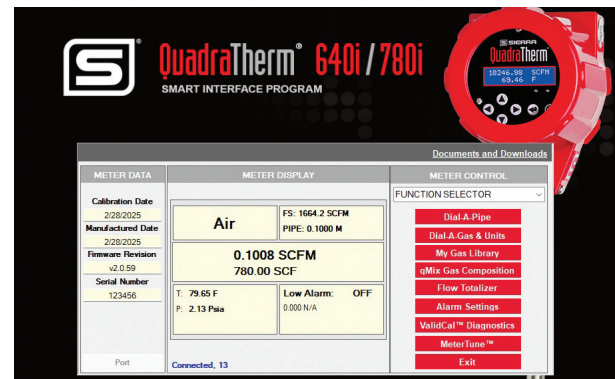 S®
QuadraTherm® 640i / 780i
SMART INTERFACE PROGRAM
SIERRA
QuadraTherm
10246.98 SCFM
69.46 F
Documents and Downloads
METER DATA
Calibration Date
2/28/2025
Manufactured Date
2/28/2025
Firmware Revision
v2.0.59
Serial Number
123456
Port
METER DISPLAY
Air
FS: 1664.2 SCFM
PIPE: 0.1000 M
0.1008 SCFM
780.00 SCF
T: 79.65 F
P: 2.13 Psia
Low Alarm: OFF
0.000 N/A
Connected, 13
METER CONTROL
FUNCTION SELECTOR
Dial-A-Pipe
Dial-A-Gas & Units
My Gas Library
qMix Gas Composition
Flow Totalizer
Alarm Settings
ValidCal™ Diagnostics
MeterTune™
Exit